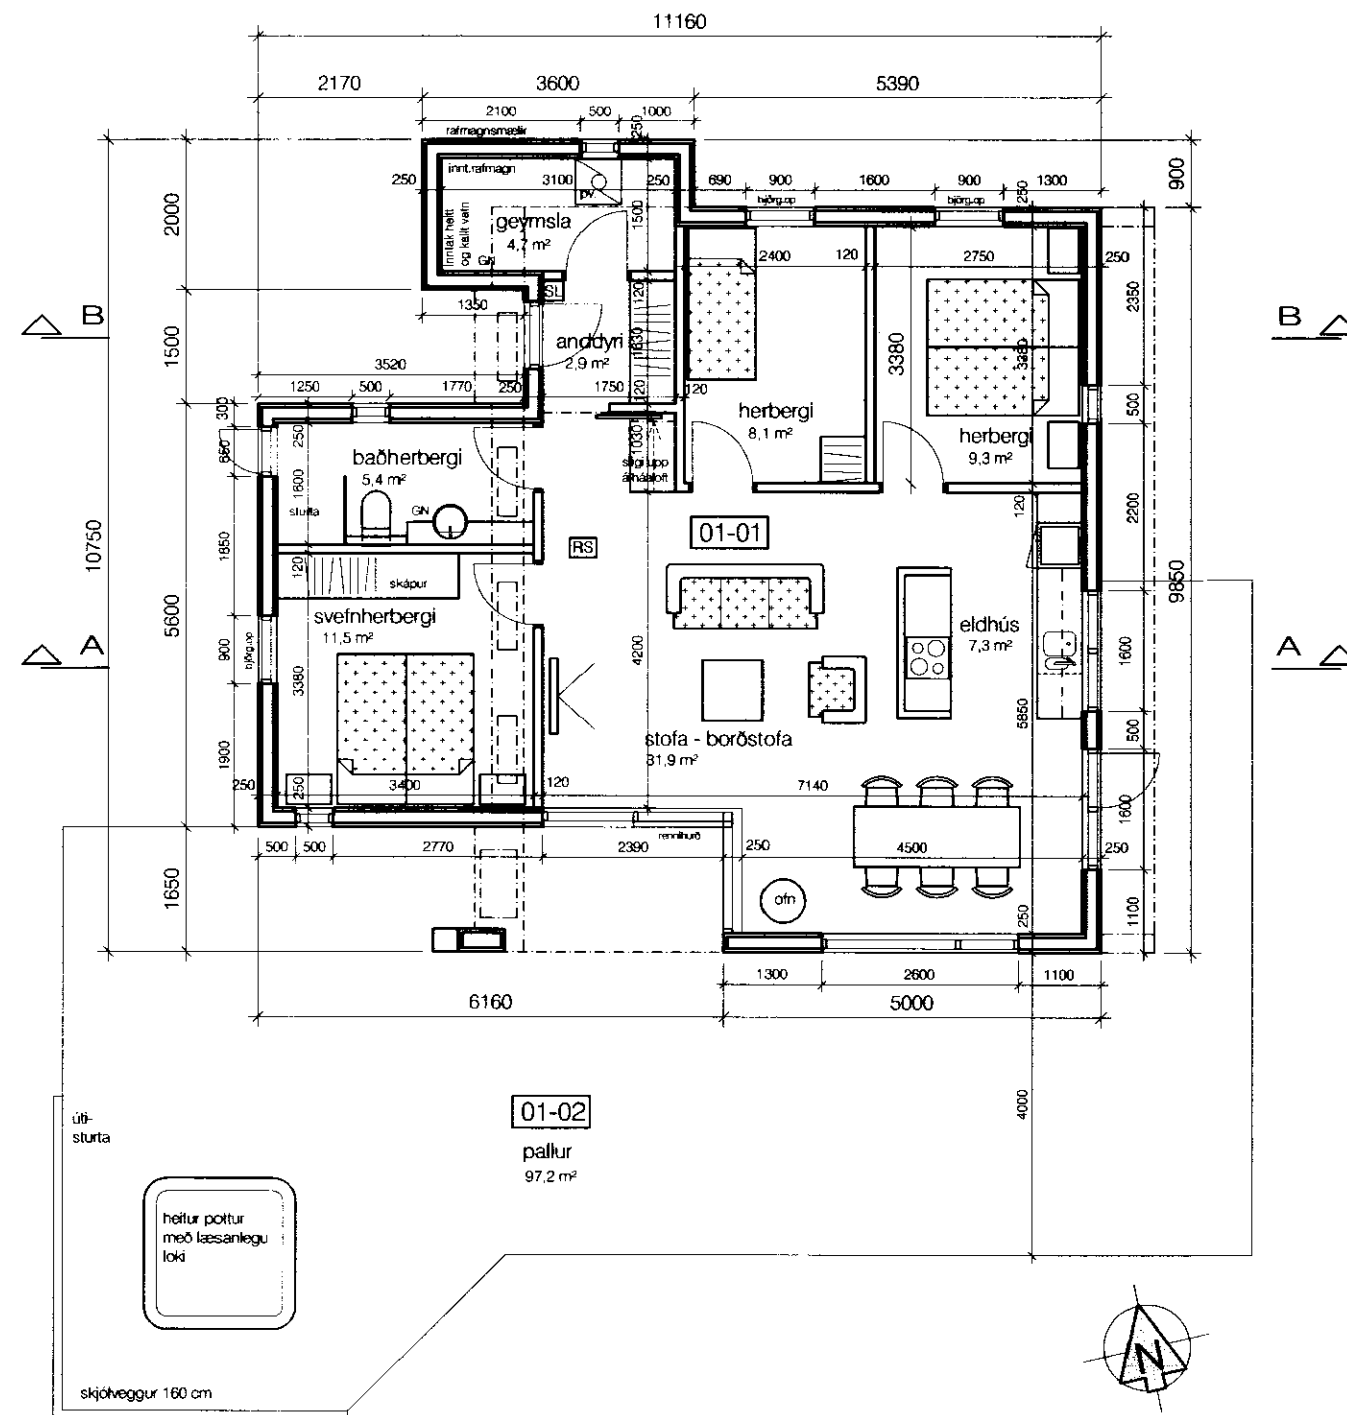 11160
2170 3600 5390
2100 500 1000
250
rafmagnsmælir
innt.rafmagn
250 3100 250 690 900 1600 900 1300
250
900
björg.op björg.op
pv
2000
inntak heitt
og kalt vatn
geymsla
4,7 m²
GN
1500
2400 120 2750 250
SL
1350
120
2350
B B
1500
anddyri
2,9 m²
1630
3380 3380
3520
1250 500 1770 250 1750 120 120
500
300
herbergi
8,1 m²
herbergi
9,3 m²
250
650
1030
baðherbergi
5,4 m²
1600
sturta
GN
stigi upp
á háaloft
2200
120
01-01
10750
1850
RS
120
skápur
9850
5600
svefnherbergi
11,5 m²
eldhús
7,3 m²
A A
900
björg.op
4200
1600
3380
5850
500
stofa - borðstofa
31,9 m²
1900
250 250 3400 120 7140
1600
rennihurð
500 500 2770 2390 250 4500 250
1650
ofn
250
1100
1300 2600 1100
6160 5000
4000
01-02
pallur
97,2 m²
úti-
sturta
heitur pottur
með læsanlegu
loki
N
skjólveggur 160 cm